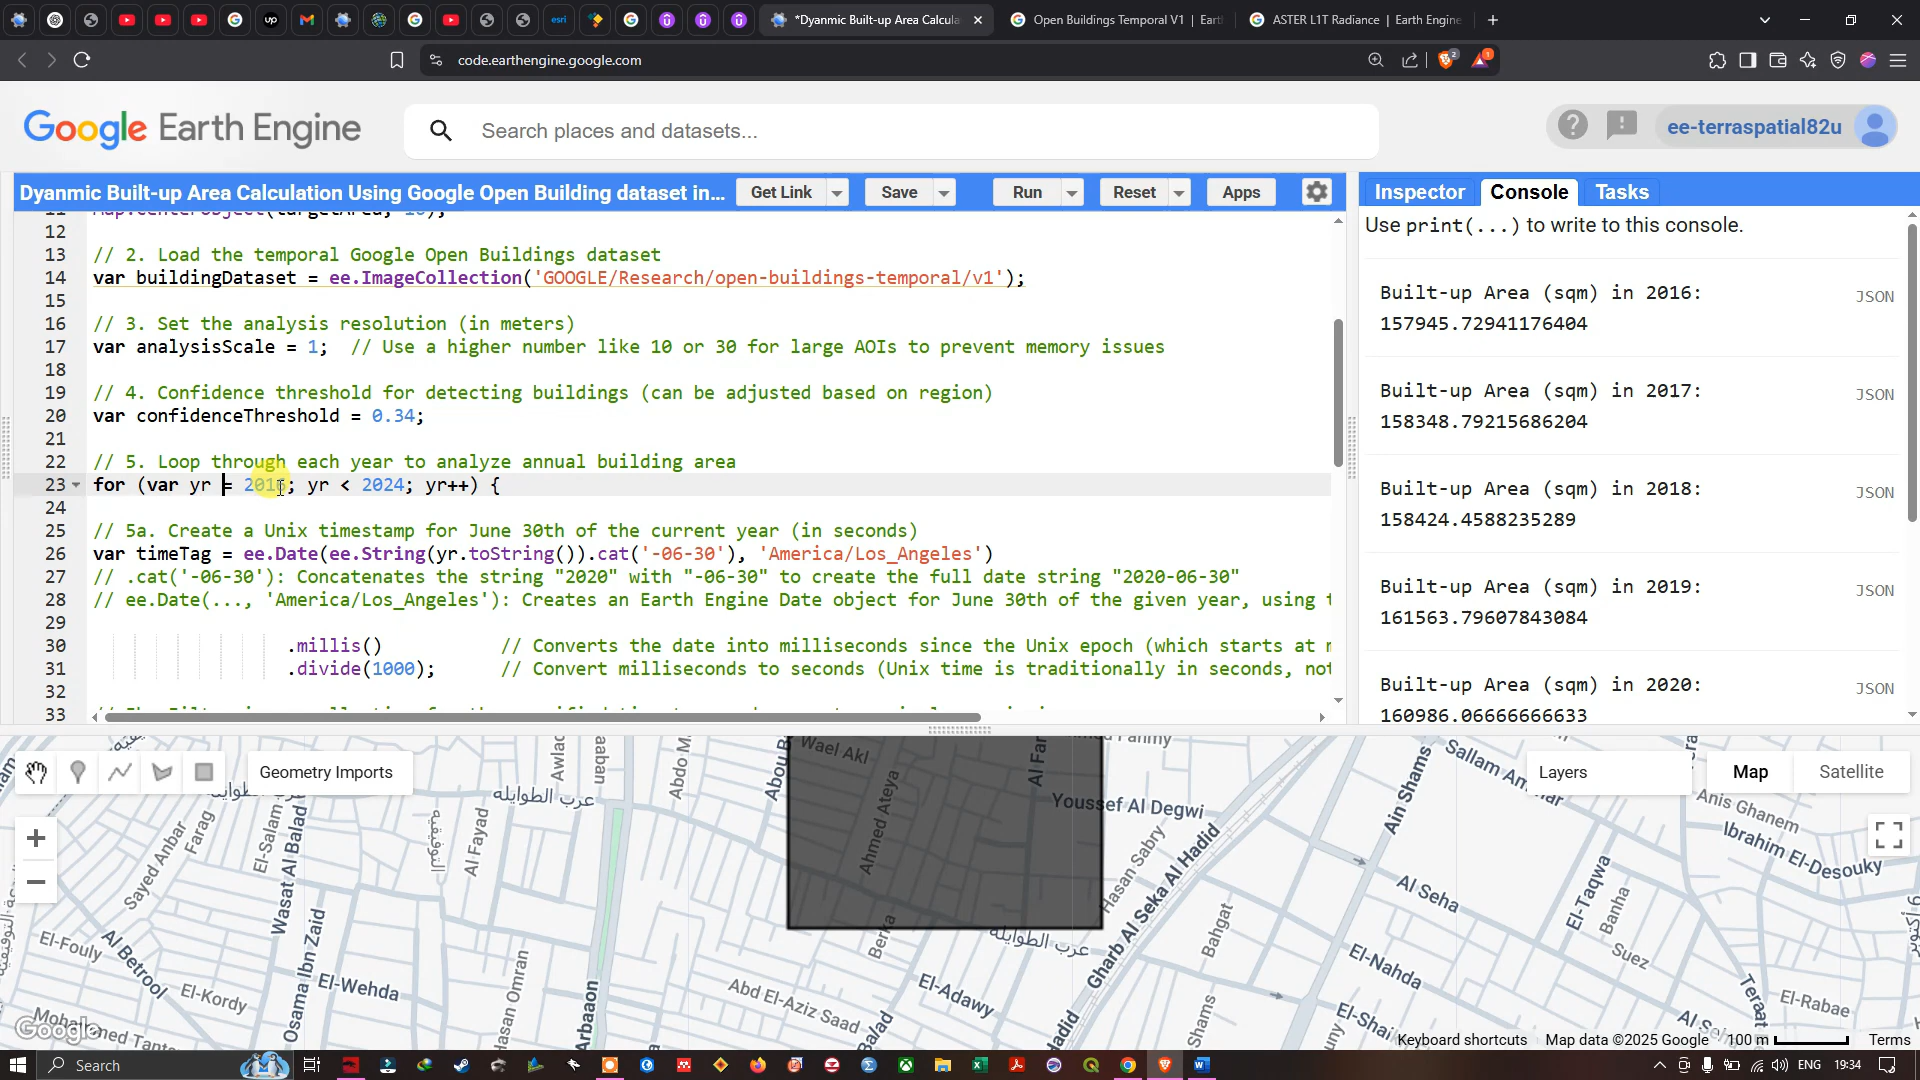 *Dyanmic Built-up Area Calcula
Open Buildings Temporal V1 | Eart
ASTER L1T Radiance | Earth Engine
code.earthengine.google.com
2
1
Google Earth Engine
Search places and datasets...
ee-terraspatial82u
Dyanmic Built-up Area Calculation Using Google Open Building dataset in...
Get Link
Save
Run
Reset
Apps
Inspector
Console
Tasks
12
13 // 2. Load the temporal Google Open Buildings dataset
14 var buildingDataset = ee.ImageCollection('GOOGLE/Research/open-buildings-temporal/v1');
15
16 // 3. Set the analysis resolution (in meters)
17 var analysisScale = 1;  // Use a higher number like 10 or 30 for large AOIs to prevent memory issues
18
19 // 4. Confidence threshold for detecting buildings (can be adjusted based on region)
20 var confidenceThreshold = 0.34;
21
22 // 5. Loop through each year to analyze annual building area
23 for (var yr = 2016; yr < 2024; yr++) {
24
25 // 5a. Create a Unix timestamp for June 30th of the current year (in seconds)
26 var timeTag = ee.Date(ee.String(yr.toString()).cat('-06-30'), 'America/Los_Angeles')
27 // .cat('-06-30'): Concatenates the string "2020" with "-06-30" to create the full date string "2020-06-30"
28 // ee.Date(..., 'America/Los_Angeles'): Creates an Earth Engine Date object for June 30th of the given year, using t
29
30 .millis() // Converts the date into milliseconds since the Unix epoch (which starts at m
31 .divide(1000); // Convert milliseconds to seconds (Unix time is traditionally in seconds, not
32
33
Use print(...) to write to this console.
Built-up Area (sqm) in 2016:
JSON
157945.72941176404
Built-up Area (sqm) in 2017:
JSON
158348.79215686204
Built-up Area (sqm) in 2018:
JSON
158424.4588235289
Built-up Area (sqm) in 2019:
JSON
161563.79607843084
Built-up Area (sqm) in 2020:
JSON
160986.06666666633
Geometry Imports
Layers
Map
Satellite
Wael Akl
Al Far
Abdo M
Youssef Al Degwi
Ahmed Ateya
Hasan Sabry
Ain Shams
Anis Ghanem
Ibrahim El-Desouky
عرب الطوايله
Sayed Anbar
Farag
El-Salam
Wasat Al Balad
Al Fayad
التوفيقيه
El-Fouly
Al Betrool
El-Kordy
Osama Ibn Zaid
El-Wehda
Hasan Omran
Arbaaon
Abd El-Aziz Saad
Berka
عرب الطوايله
El-Adawy
Gharb Al Seka Al Hadid
Bahgat
Shams
Al Seha
El-Nahda
El-Taqwa
Banha
Suez
El-Rabae
Google
Keyboard shortcuts
Map data ©2025 Google
100 m
Terms
Search
ENG
19:34